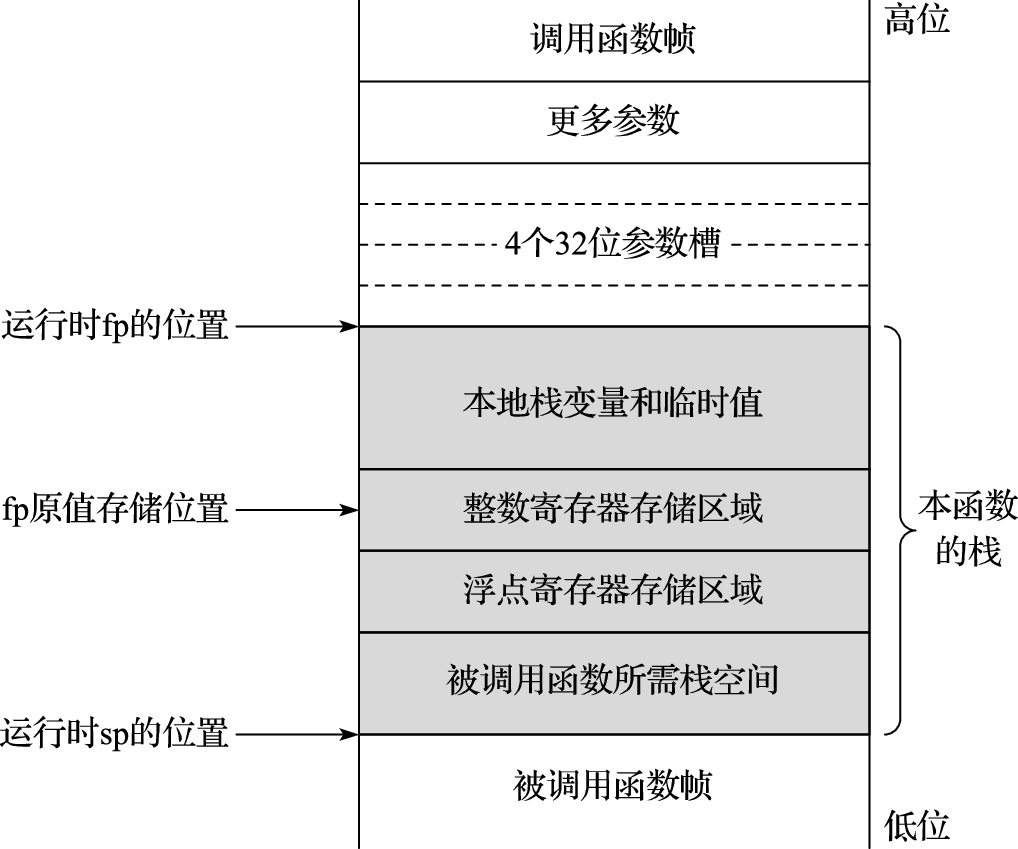 高位
调用函数帧
更多参数
4个32位参数槽
运行时fp的位置
本地栈变量和临时值
fp原值存储位置
整数寄存器存储区域
本函数
的栈
浮点寄存器存储区域
被调用函数所需栈空间
运行时sp的位置
被调用函数帧
低位